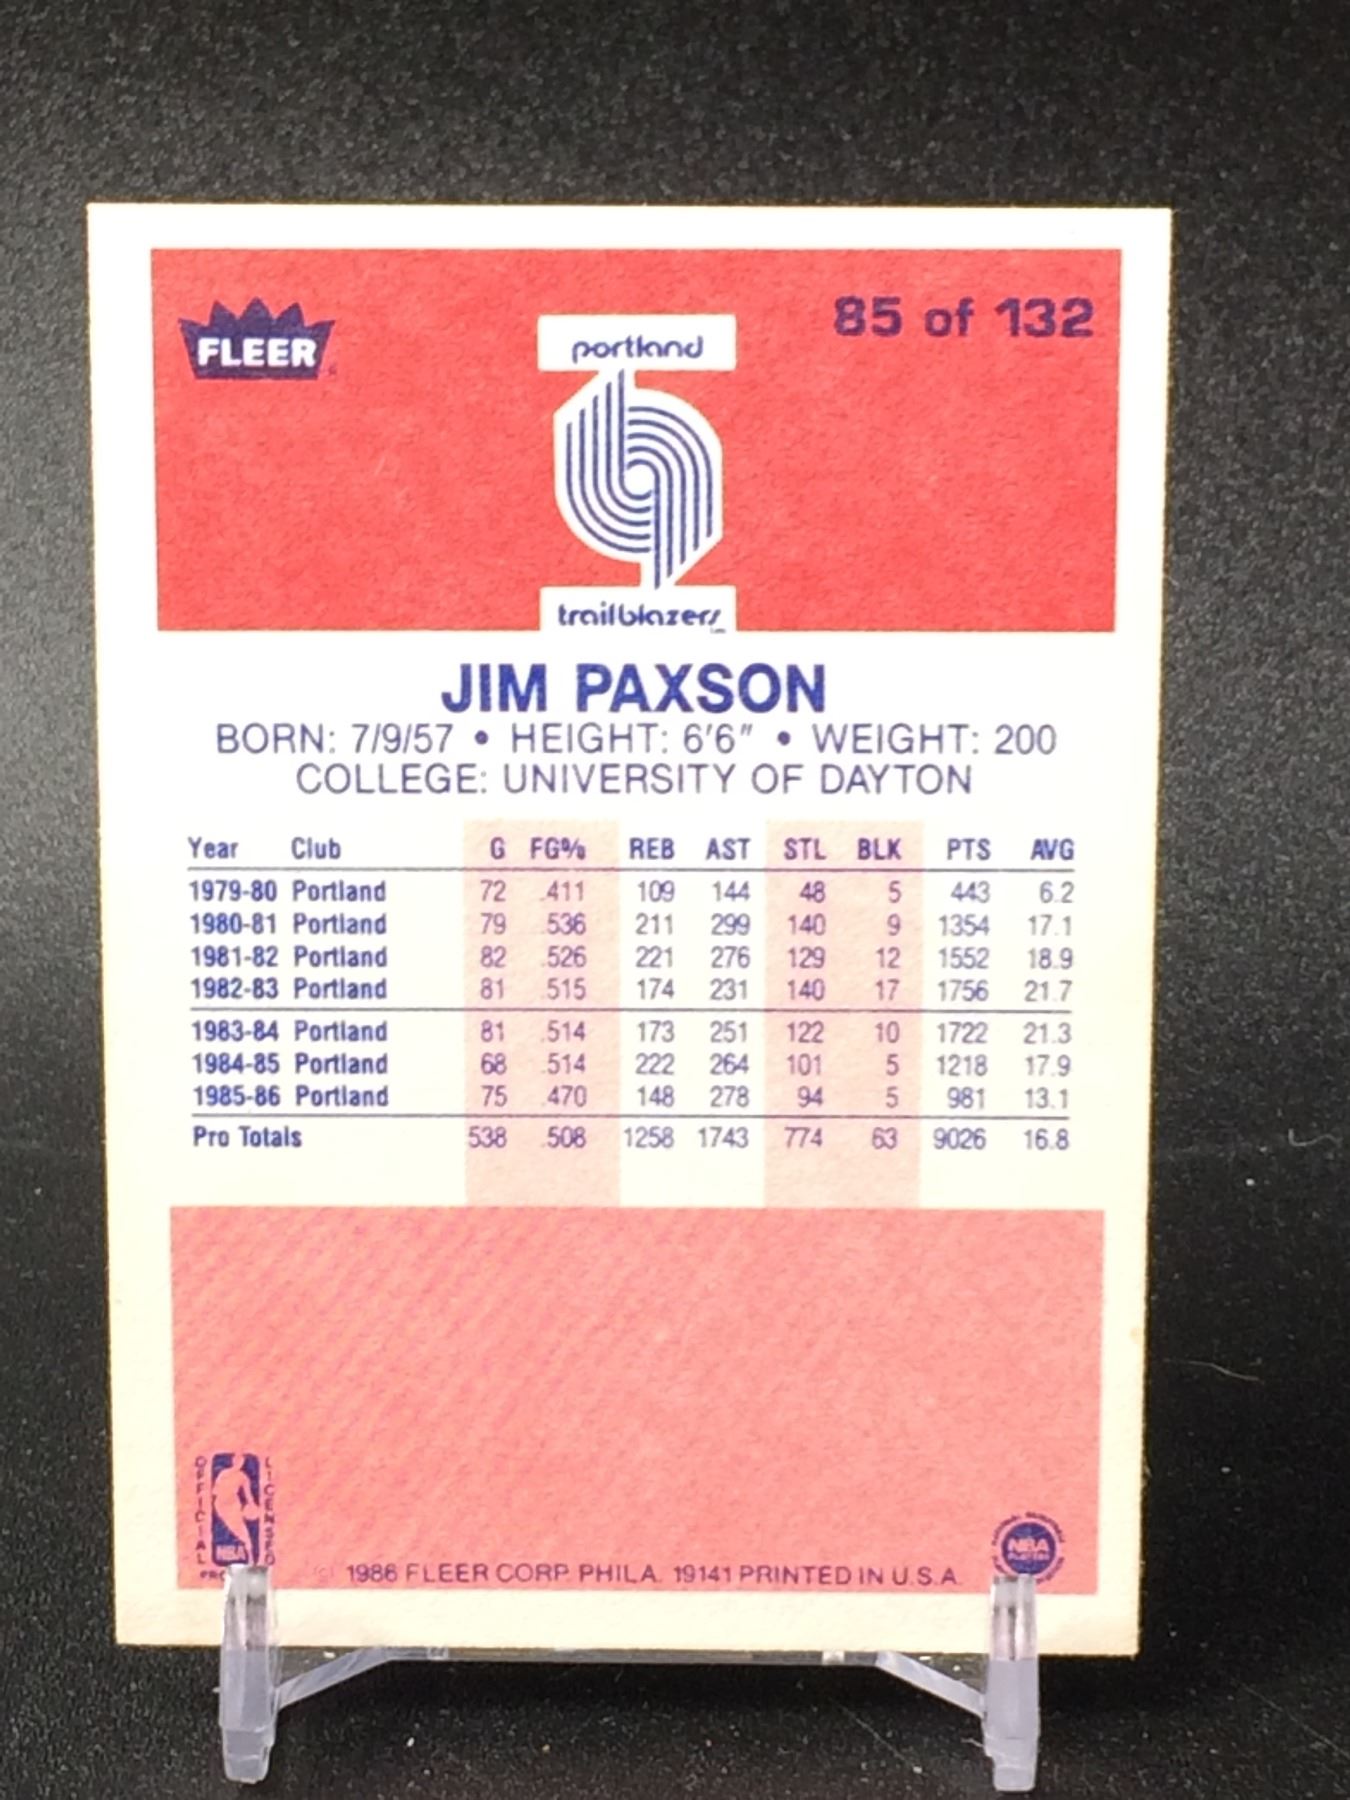 FLEER
85 of 132
portland
trailblazers
JIM PAXSON
BORN: 7/9/57 • HEIGHT: 6'6" • WEIGHT: 200
COLLEGE: UNIVERSITY OF DAYTON
Year Club G FG% REB AST STL BLK PTS AVG
1979-80 Portland 72 .411 109 144 48 5 443 6.2
1980-81 Portland 79 .536 211 299 140 9 1354 17.1
1981-82 Portland 82 .526 221 276 129 12 1552 18.9
1982-83 Portland 81 .515 174 231 140 17 1756 21.7
1983-84 Portland 81 .514 173 251 122 10 1722 21.3
1984-85 Portland 68 .514 222 264 101 5 1218 17.9
1985-86 Portland 75 .470 148 278 94 5 981 13.1
Pro Totals 538 .508 1258 1743 774 63 9026 16.8
OFFICIAL LICENSED
NBA
NBA
1986 FLEER CORP. PHILA. 19141 PRINTED IN U.S.A.